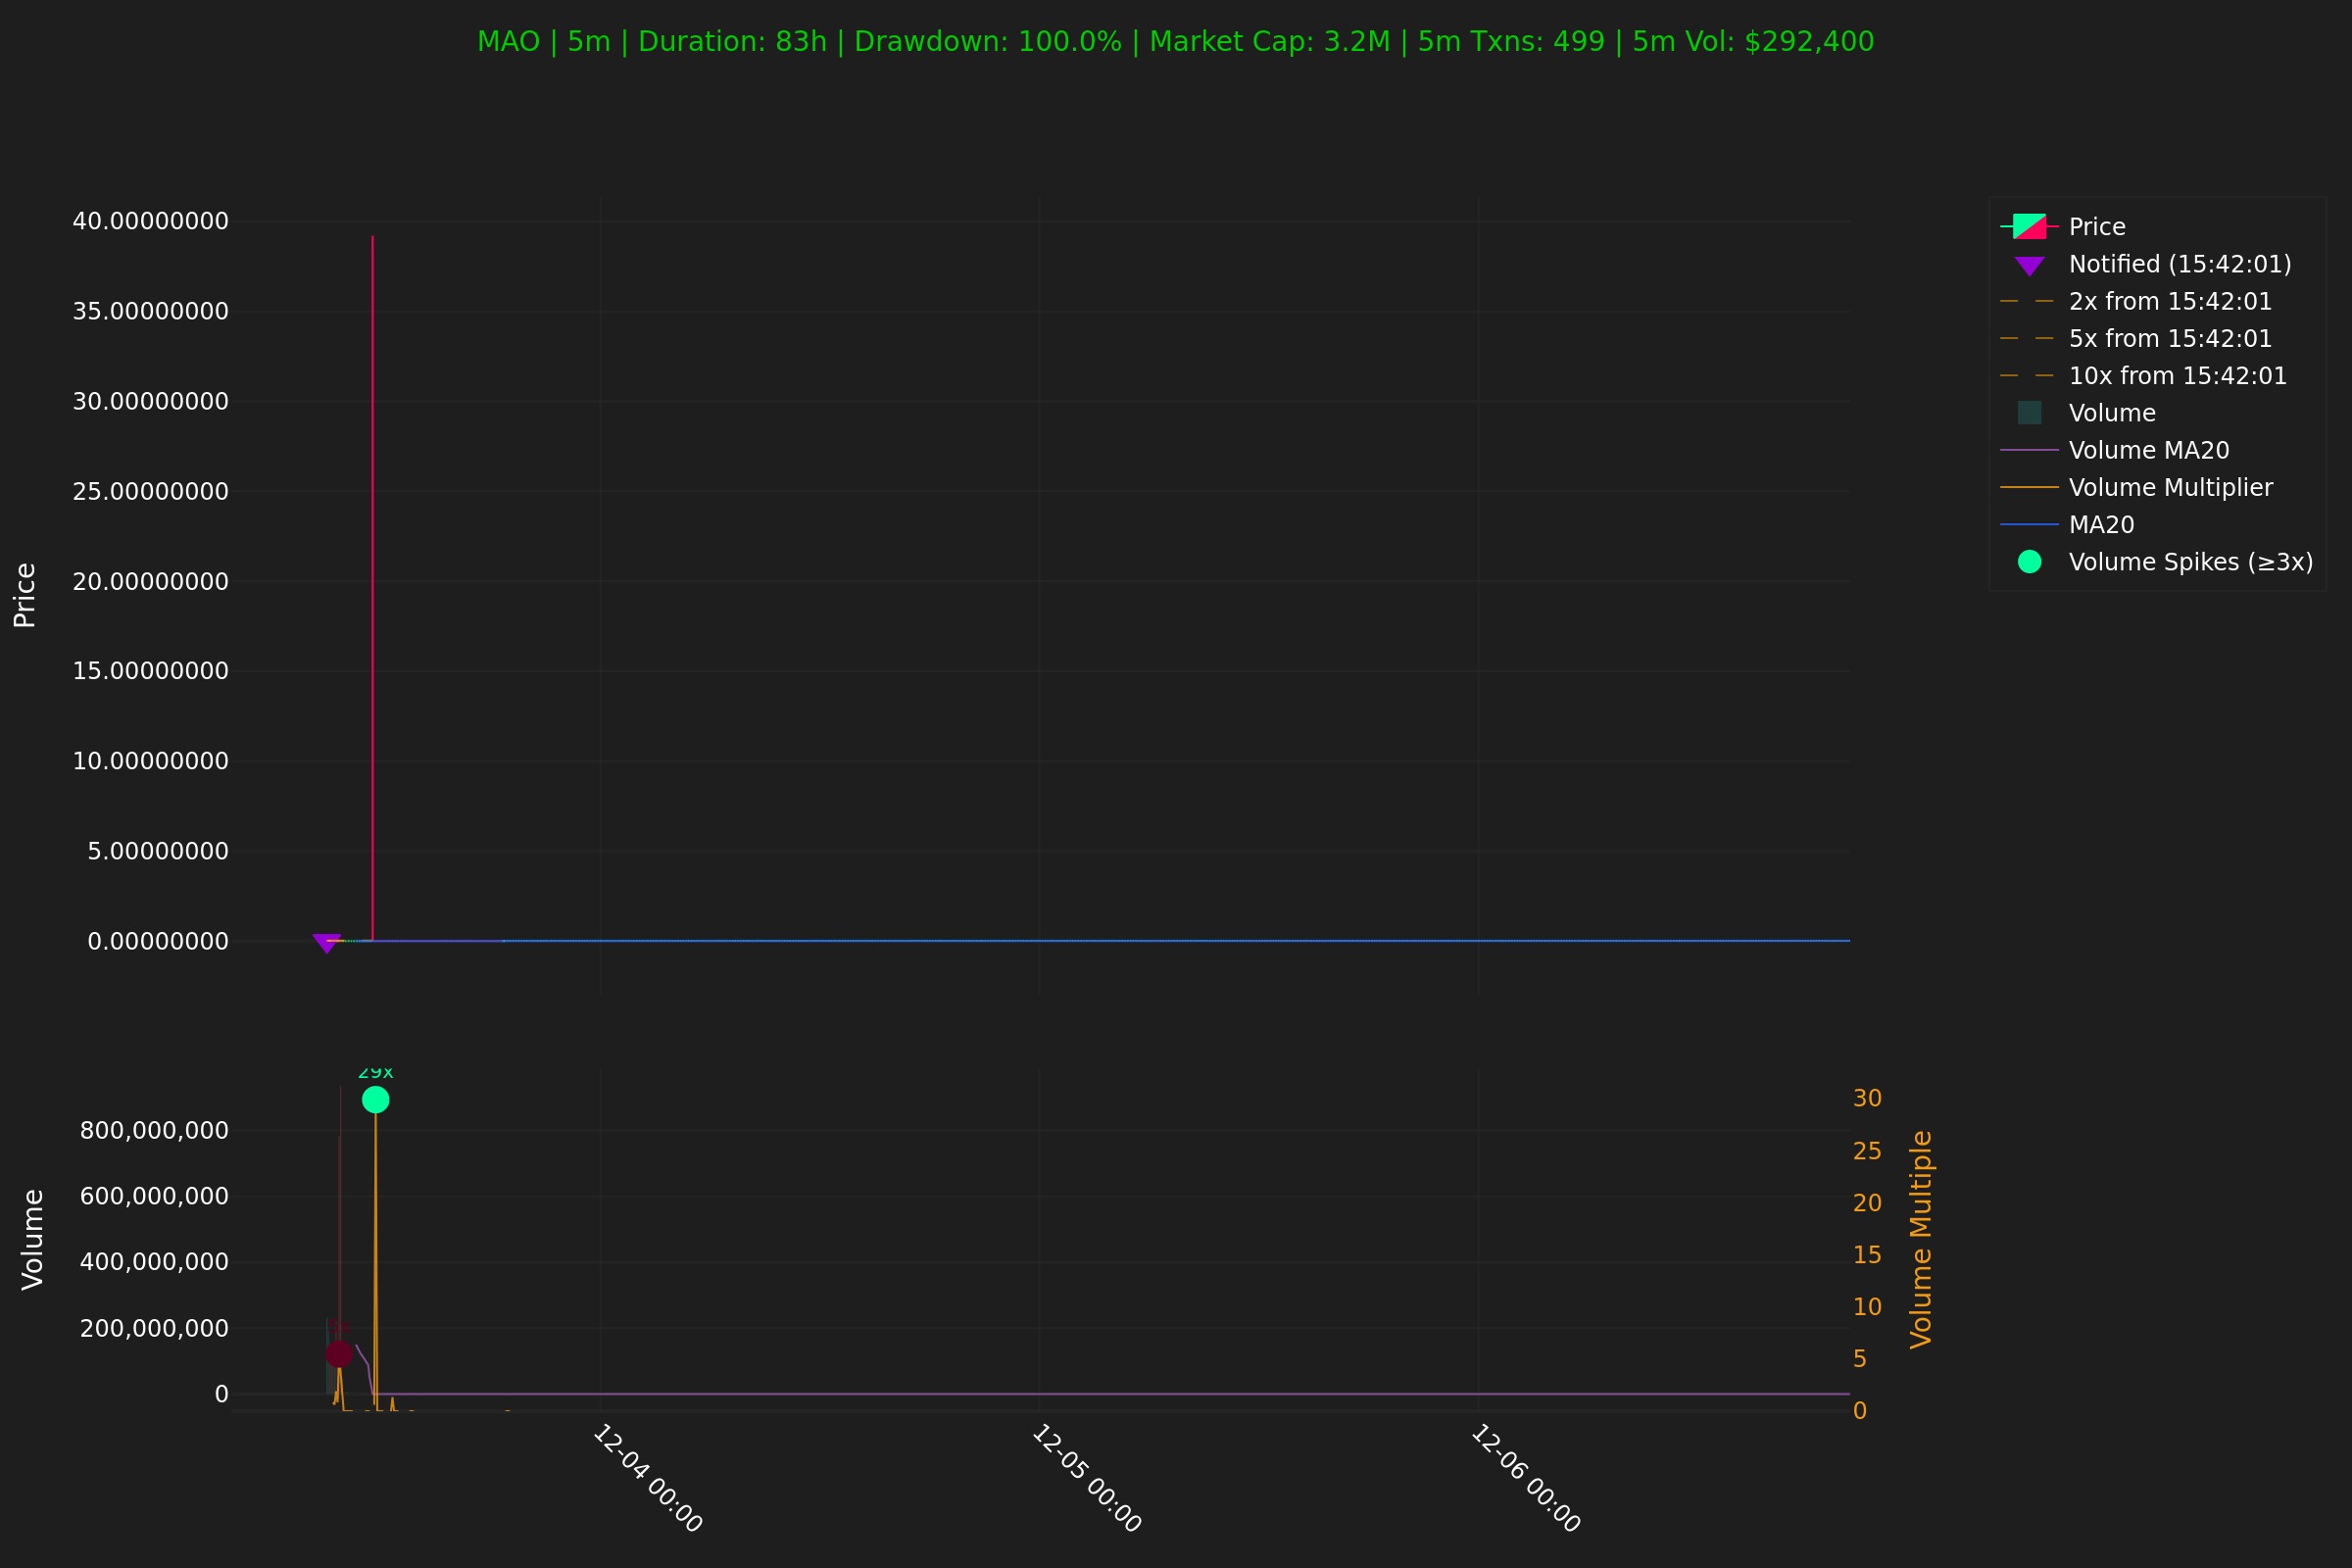 MAO | 5m | Duration: 83h | Drawdown: 100.0% | Market Cap: 3.2M | 5m Txns: 499 | 5m Vol: $292,400
Price
40.00000000
35.00000000
30.00000000
25.00000000
20.00000000
15.00000000
10.00000000
5.00000000
0.00000000
Price
Notified (15:42:01)
2x from 15:42:01
5x from 15:42:01
10x from 15:42:01
Volume
Volume MA20
Volume Multiplier
MA20
Volume Spikes (≥3x)
29x
Volume
800,000,000
600,000,000
400,000,000
200,000,000
0
30
25
20
15
10
5
0
Volume Multiple
12-04 00:00
12-05 00:00
12-06 00:00